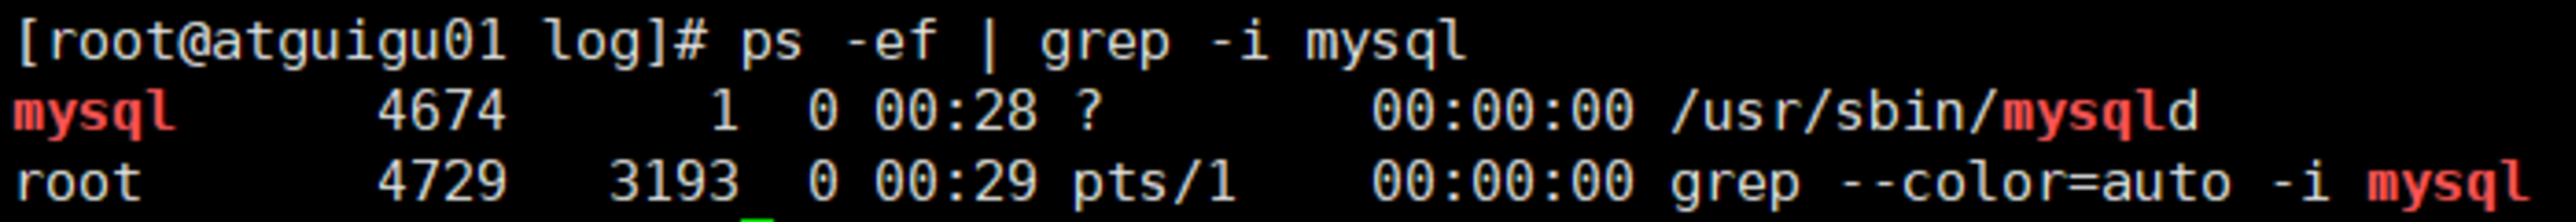 [root@atguigu01 log]# ps -ef | grep -i mysql
mysql      4674      1  0 00:28 ?        00:00:00 /usr/sbin/mysqld
root       4729   3193  0 00:29 pts/1    00:00:00 grep --color=auto -i mysql